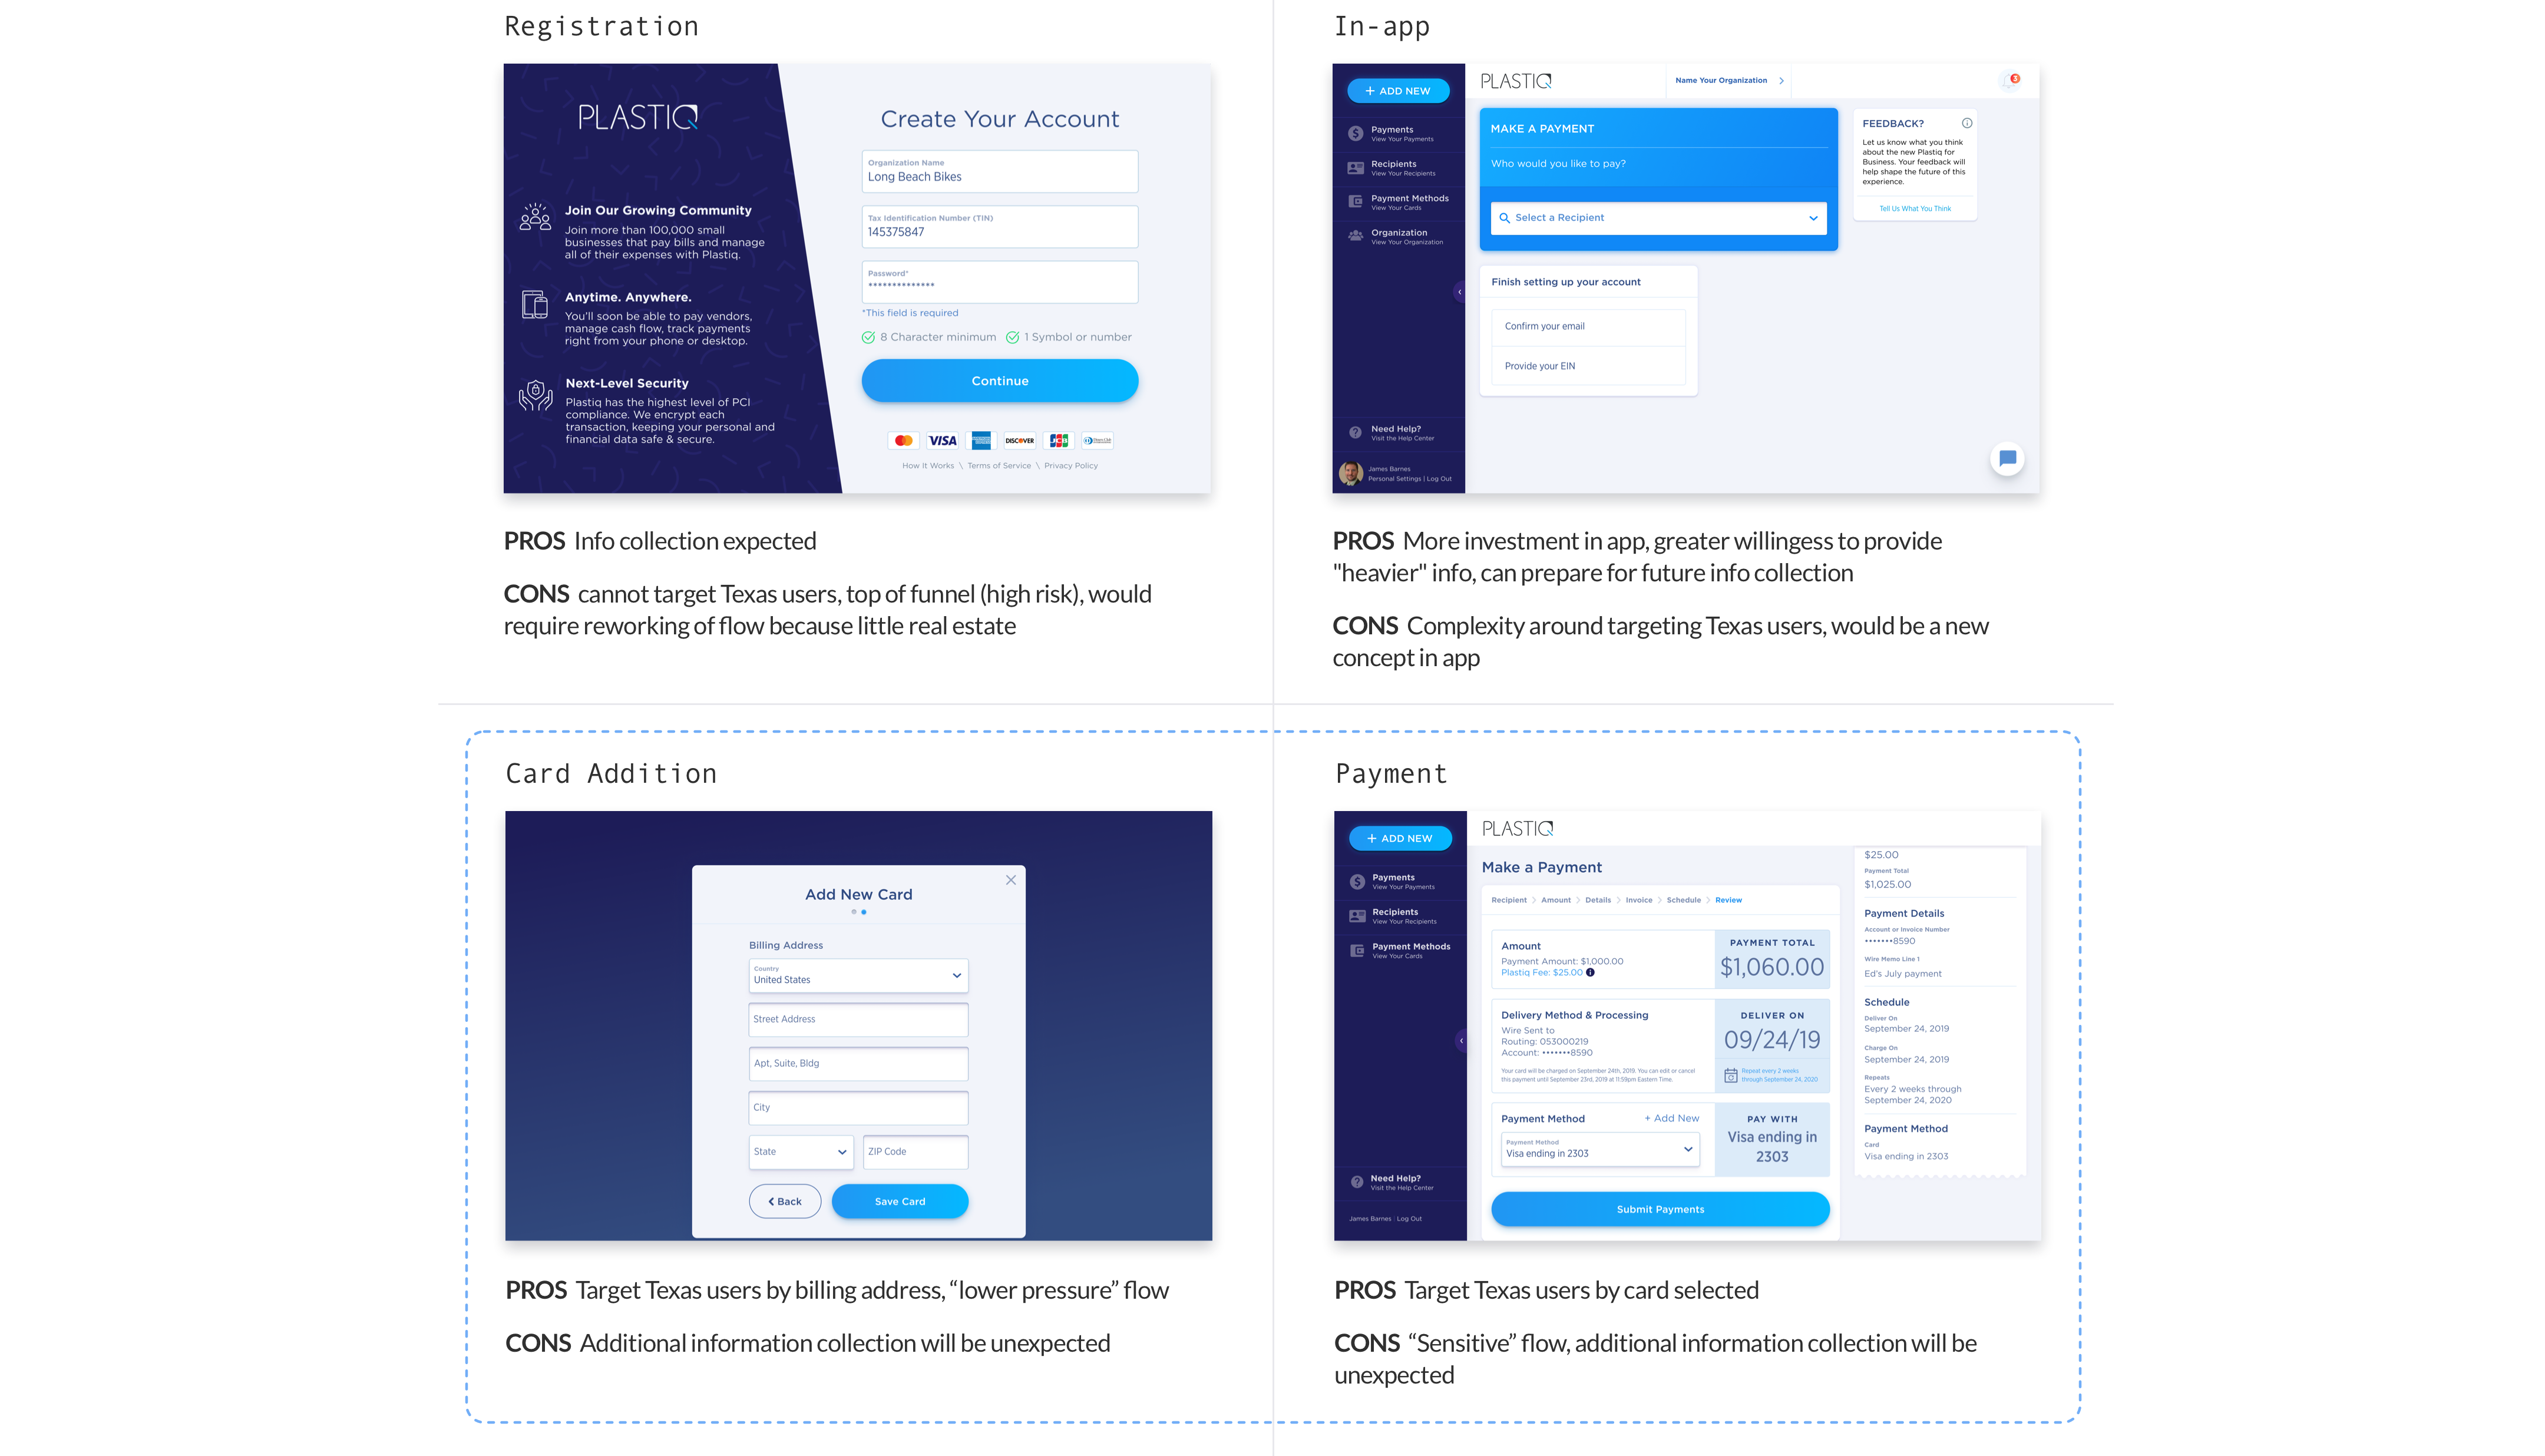 Registration
PLASTIQ
Join Our Growing Community
Join more than 100,000 small
businesses that pay bills and manage
all of their expenses with Plastiq.
Anytime. Anywhere.
You'll soon be able to pay vendors,
manage cash flow, track payments
right from your phone or desktop.
Next-Level Security
Plastiq has the highest level of PCI
compliance. We encrypt each
transaction, keeping your personal and
financial data safe & secure.
Create Your Account
Organization Name
Long Beach Bikes
Tax Identification Number (TIN)
145375847
Password*
**************
*This field is required
8 Character minimum 1 Symbol or number
Continue
VISA DISCOVER JCB
How It Works \ Terms of Service \ Privacy Policy
PROS Info collection expected
CONS cannot target Texas users, top of funnel (high risk), would
require reworking of flow because little real estate
In-app
+ ADD NEW
Payments
View Your Payments
Recipients
View Your Recipients
Payment Methods
View Your Cards
Organization
View Your Organization
Need Help?
Visit the Help Center
James Barnes
Personal Settings | Log Out
PLASTIQ
Name Your Organization
3
MAKE A PAYMENT
Who would you like to pay?
Select a Recipient
FEEDBACK?
Let us know what you think
about the new Plastiq for
Business. Your feedback will
help shape the future of this
experience.
Tell Us What You Think
Finish setting up your account
Confirm your email
Provide your EIN
PROS More investment in app, greater willingess to provide
"heavier" info, can prepare for future info collection
CONS Complexity around targeting Texas users, would be a new
concept in app
Card Addition
Add New Card
Billing Address
Country
United States
Street Address
Apt, Suite, Bldg
City
State
ZIP Code
Back
Save Card
PROS Target Texas users by billing address, “lower pressure” flow
CONS Additional information collection will be unexpected
Payment
+ ADD NEW
Payments
View Your Payments
Recipients
View Your Recipients
Payment Methods
View Your Cards
Need Help?
Visit the Help Center
James Barnes | Log Out
PLASTIQ
Make a Payment
Recipient > Amount > Details > Invoice > Schedule > Review
Amount
Payment Amount: $1,000.00
Plastiq Fee: $25.00
PAYMENT TOTAL
$1,060.00
Delivery Method & Processing
Wire Sent to
Routing: 053000219
Account: •••••••8590
Your card will be charged on September 24th, 2019. You can edit or cancel
this payment until September 23rd, 2019 at 11:59pm Eastern Time.
DELIVER ON
09/24/19
Repeat every 2 weeks
through September 24, 2020
Payment Method
+ Add New
Payment Method
Visa ending in 2303
PAY WITH
Visa ending in
2303
Submit Payments
$25.00
Payment Total
$1,025.00
Payment Details
Account or Invoice Number
•••••••8590
Wire Memo Line 1
Ed's July payment
Schedule
Deliver On
September 24, 2019
Charge On
September 24, 2019
Repeats
Every 2 weeks through
September 24, 2020
Payment Method
Card
Visa ending in 2303
PROS Target Texas users by card selected
CONS “Sensitive” flow, additional information collection will be
unexpected